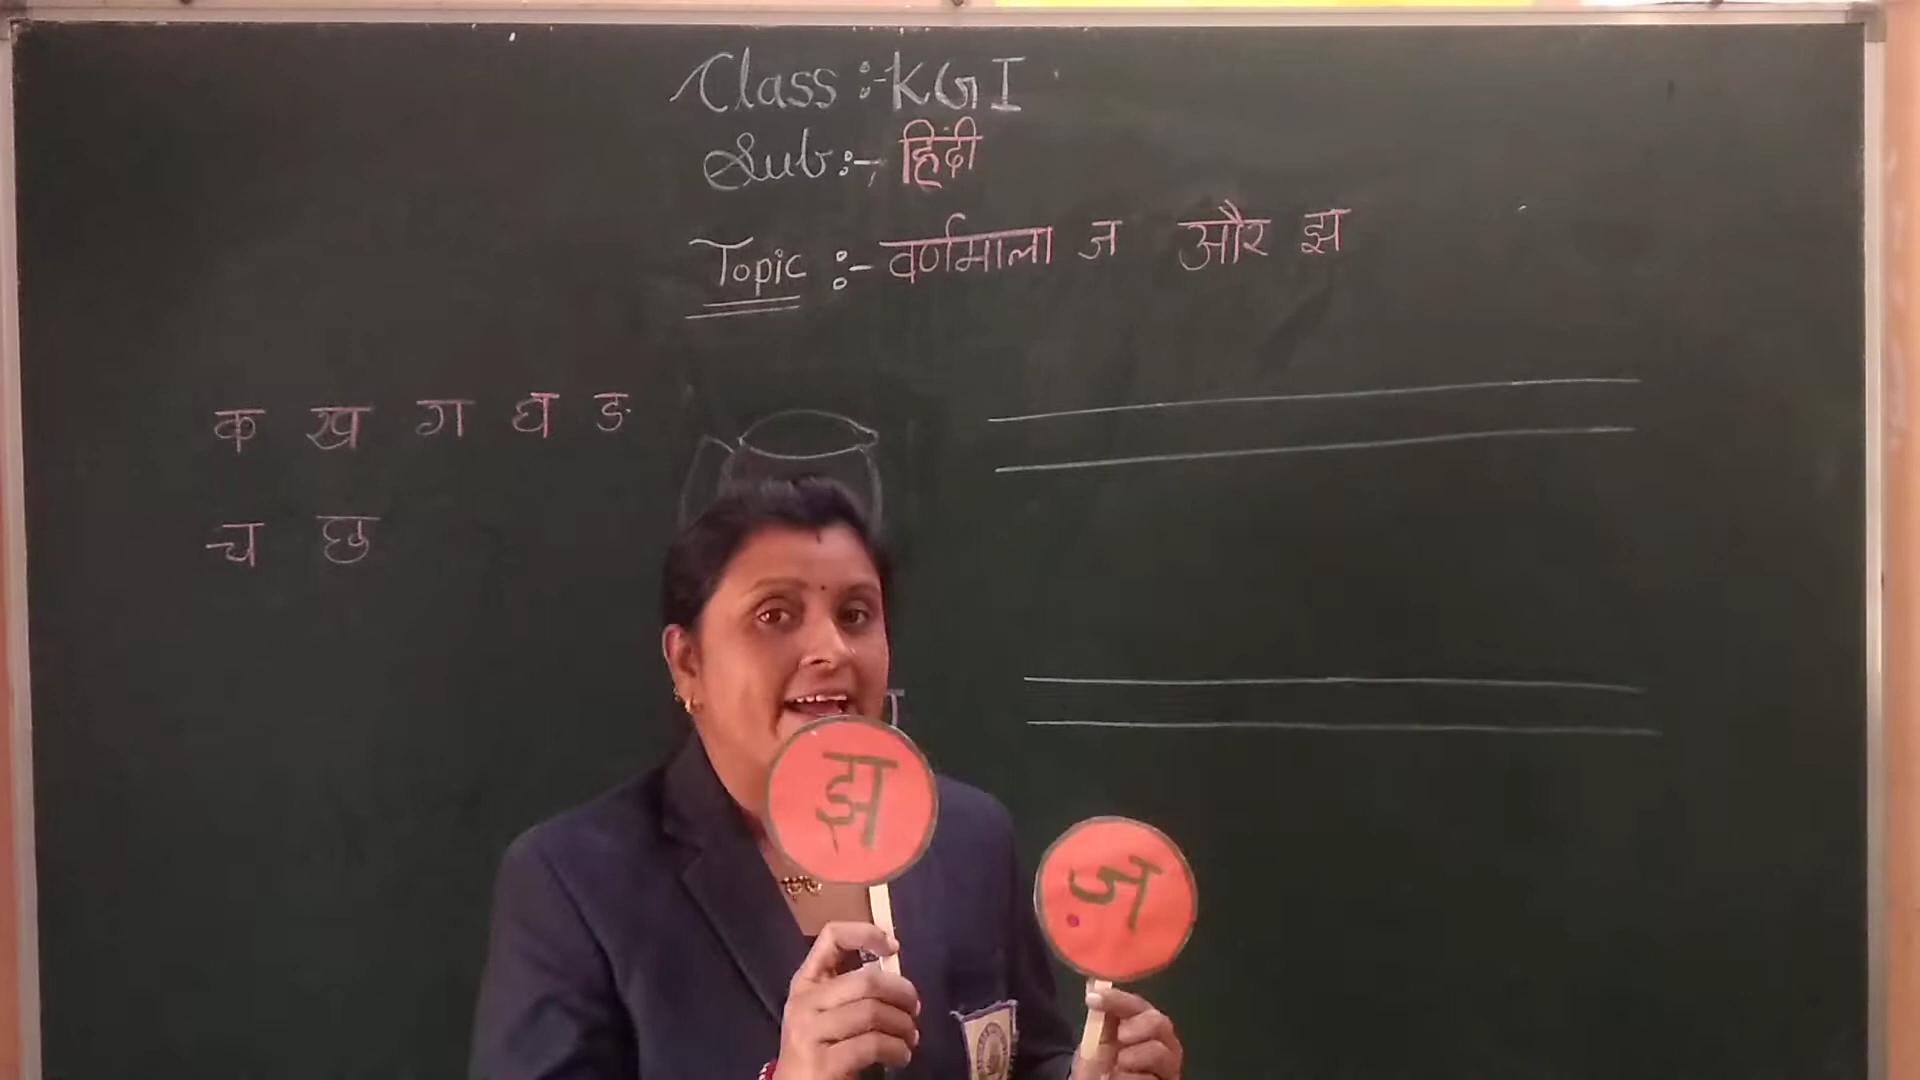 Class :- KG I
Sub :- हिंदी
Topic :- वर्णमाला ज और झ
क ख ग घ ङ
च छ
झ
ज़